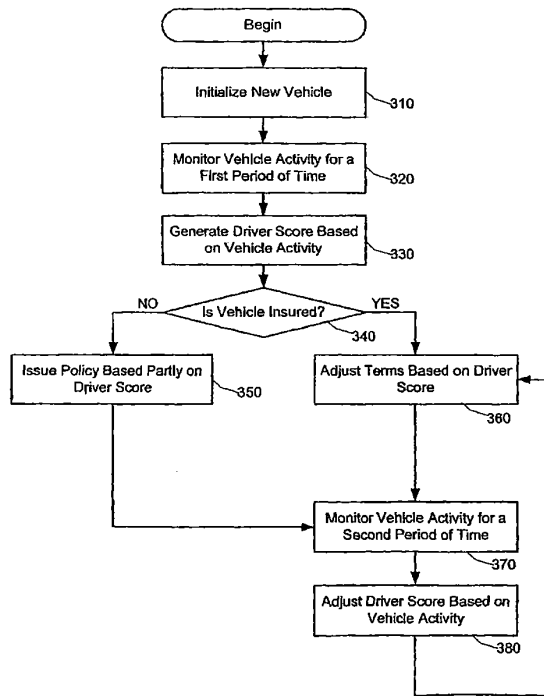 Begin
Initialize New Vehicle
310
Monitor Vehicle Activity for a
First Period of Time
320
Generate Driver Score Based
on Vehicle Activity
330
NO
Is Vehicle Insured?
YES
340
Issue Policy Based Partly on
Driver Score
350
Adjust Terms Based on Driver
Score
360
Monitor Vehicle Activity for a
Second Period of Time
370
Adjust Driver Score Based on
Vehicle Activity
380